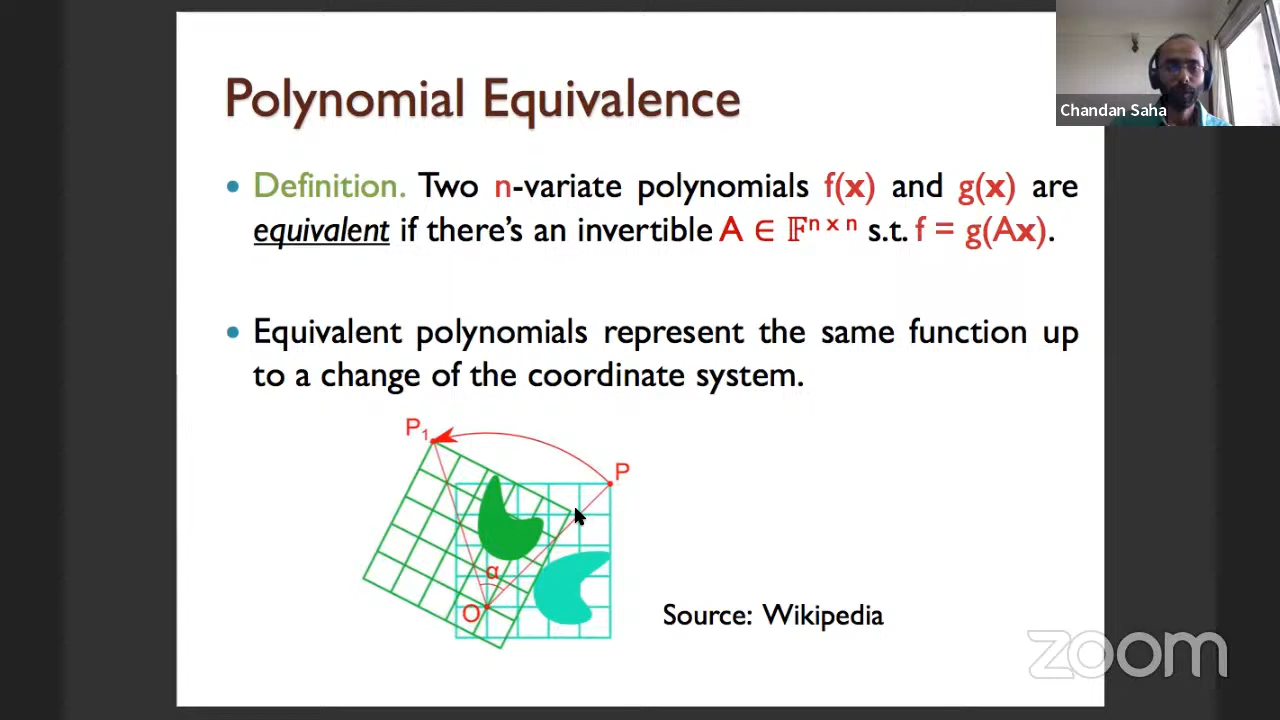 Polynomial Equivalence
Chandan Saha
• Definition. Two n-variate polynomials f(x) and g(x) are
equivalent if there's an invertible A ∈ 𝔽ⁿ ˣ ⁿ s.t. f = g(Ax).
• Equivalent polynomials represent the same function up
to a change of the coordinate system.
P₁
P
α
O
Source: Wikipedia
zoom